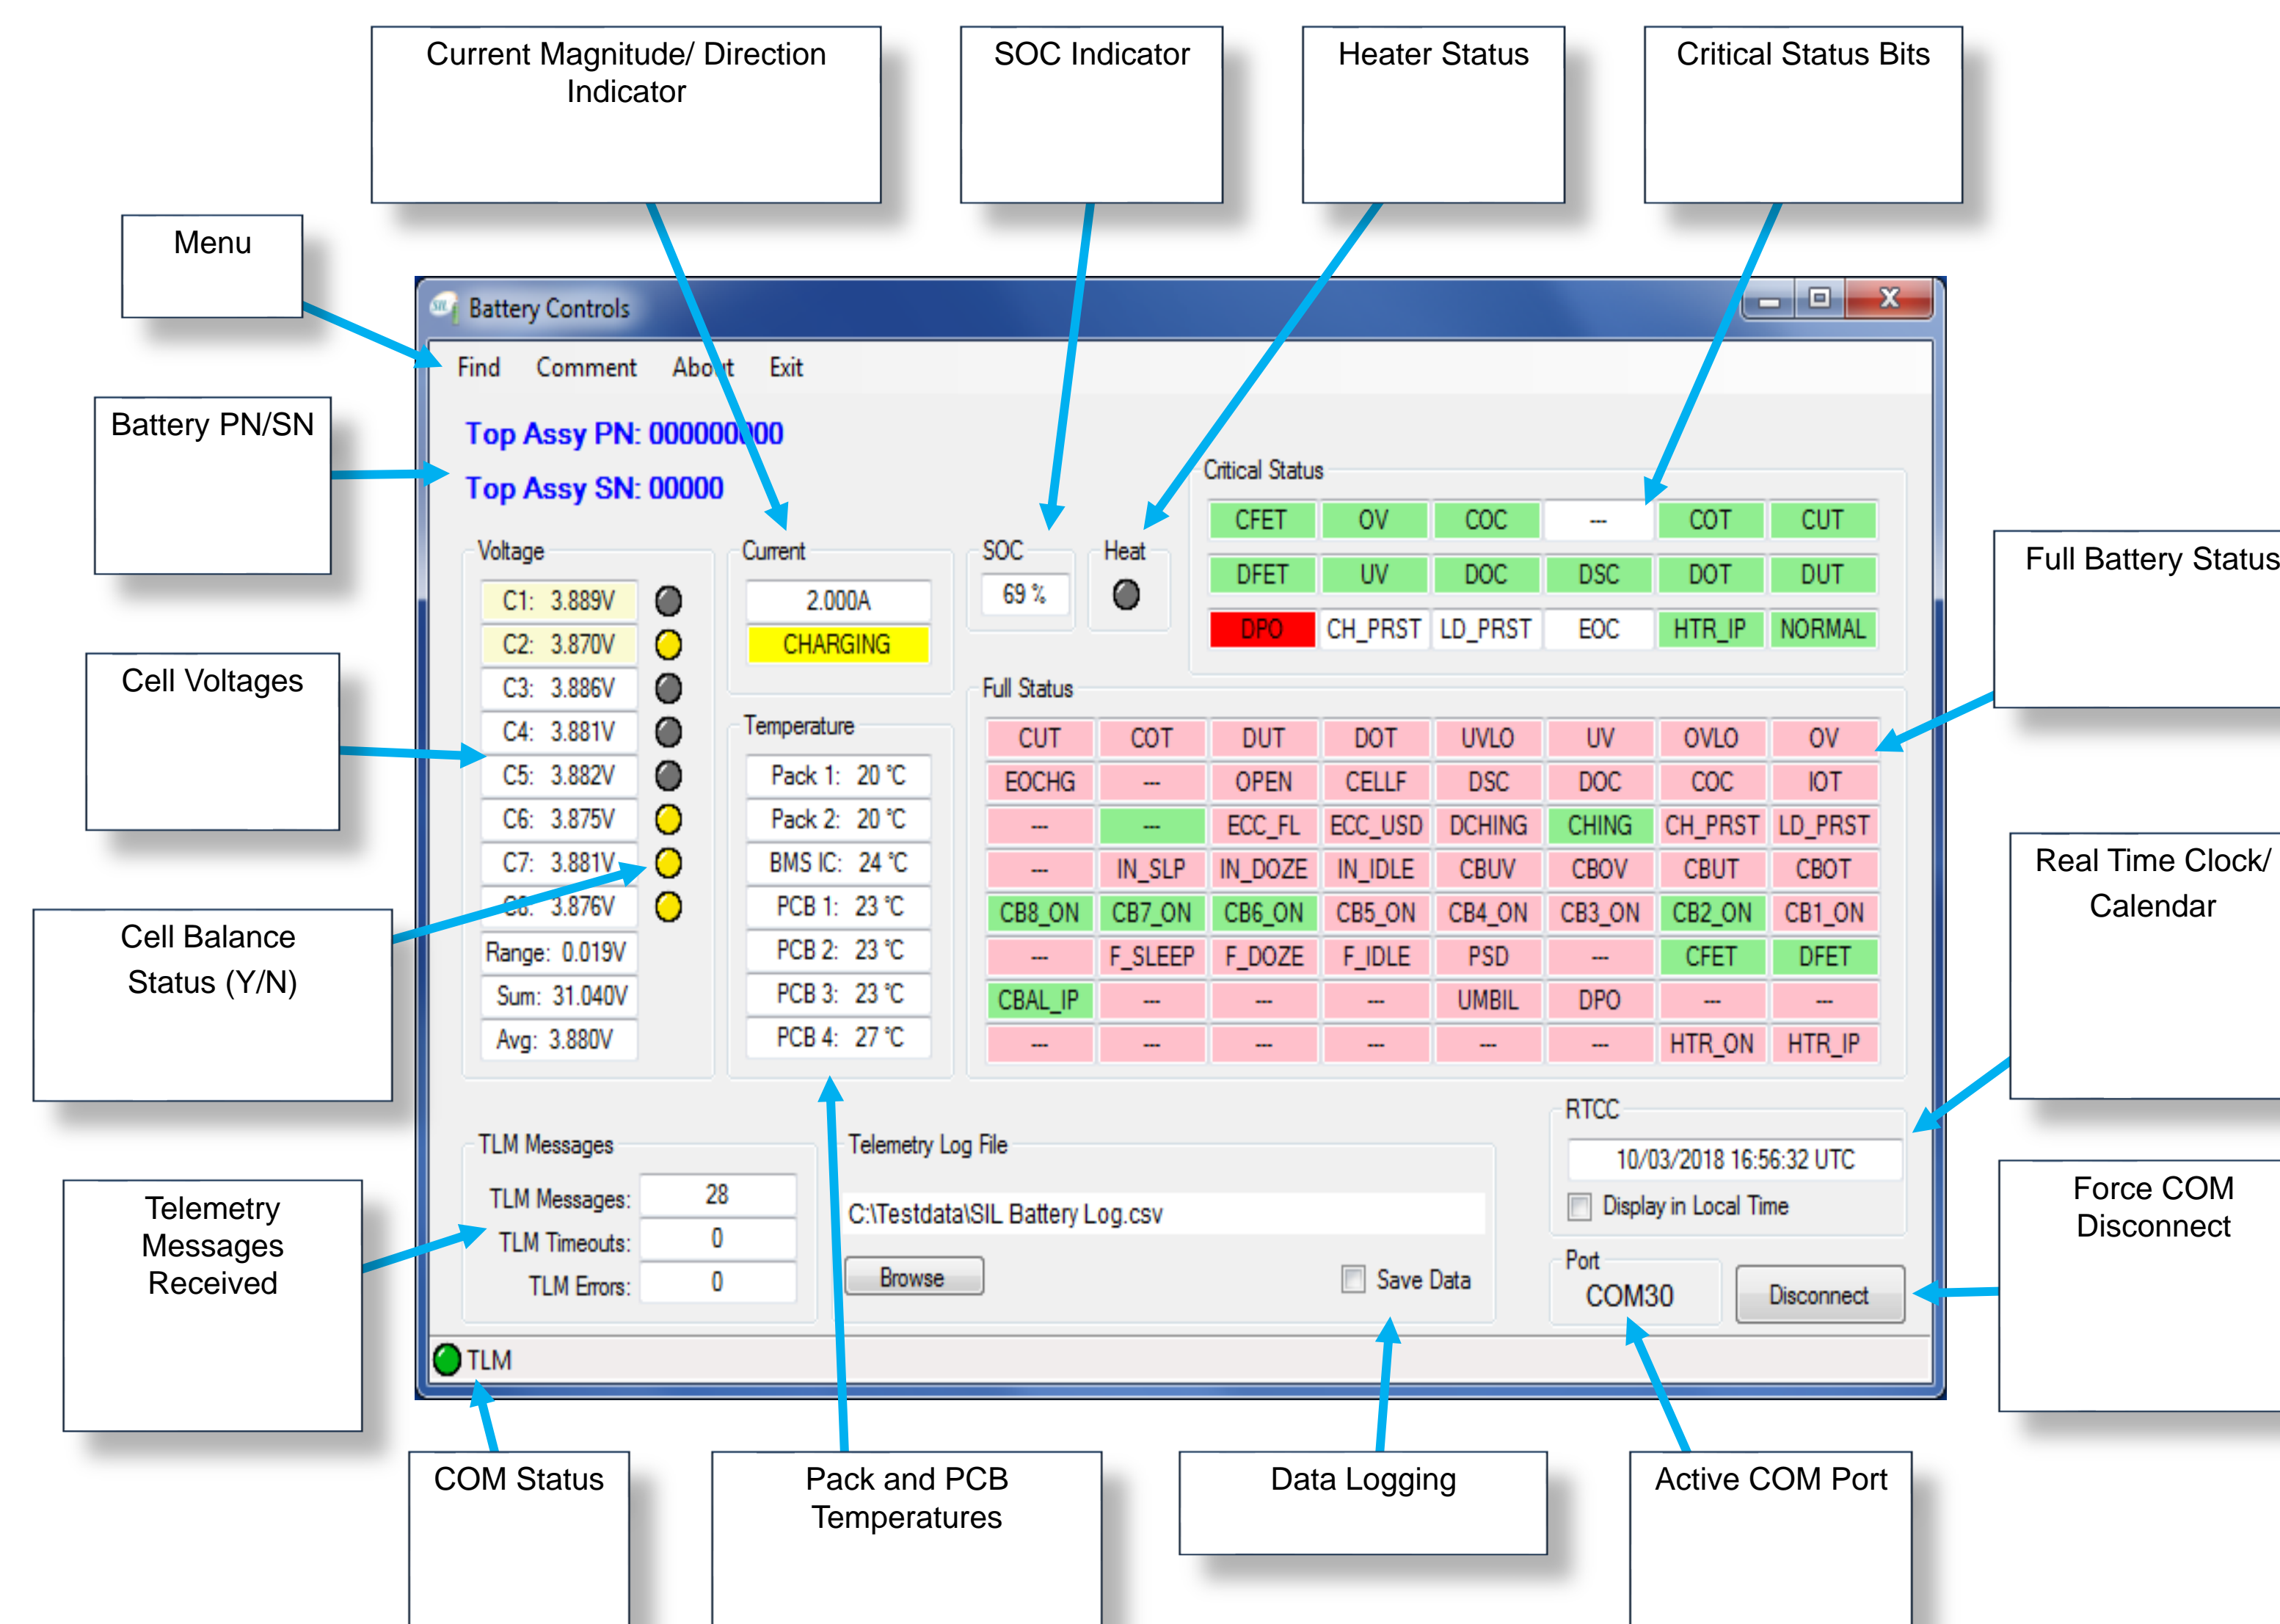 Current Magnitude/ Direction
Indicator
SOC Indicator
Heater Status
Critical Status Bits
Menu
Battery PN/SN
Cell Voltages
Cell Balance
Status (Y/N)
Telemetry
Messages
Received
COM Status
Pack and PCB
Temperatures
Data Logging
Active COM Port
Full Battery Status
Real Time Clock/
Calendar
Force COM
Disconnect
SIL
Battery Controls
Find Comment About Exit
Top Assy PN: 000000000
Top Assy SN: 00000
Voltage
C1: 3.889V
C2: 3.870V
C3: 3.886V
C4: 3.881V
C5: 3.882V
C6: 3.875V
C7: 3.881V
C8: 3.876V
Range: 0.019V
Sum: 31.040V
Avg: 3.880V
Current
2.000A
CHARGING
Temperature
Pack 1: 20 °C
Pack 2: 20 °C
BMS IC: 24 °C
PCB 1: 23 °C
PCB 2: 23 °C
PCB 3: 23 °C
PCB 4: 27 °C
SOC
69 %
Heat
Critical Status
CFET OV COC --- COT CUT
DFET UV DOC DSC DOT DUT
DPO CH_PRST LD_PRST EOC HTR_IP NORMAL
Full Status
CUT COT DUT DOT UVLO UV OVLO OV
EOCHG --- OPEN CELLF DSC DOC COC IOT
--- --- ECC_FL ECC_USD DCHING CHING CH_PRST LD_PRST
--- IN_SLP IN_DOZE IN_IDLE CBUV CBOV CBUT CBOT
CB8_ON CB7_ON CB6_ON CB5_ON CB4_ON CB3_ON CB2_ON CB1_ON
--- F_SLEEP F_DOZE F_IDLE PSD --- CFET DFET
CBAL_IP --- --- --- UMBIL DPO --- ---
--- --- --- --- --- --- HTR_ON HTR_IP
TLM Messages
TLM Messages: 28
TLM Timeouts: 0
TLM Errors: 0
Telemetry Log File
C:\Testdata\SIL Battery Log.csv
Browse
Save Data
RTCC
10/03/2018 16:56:32 UTC
Display in Local Time
Port
COM30
Disconnect
TLM